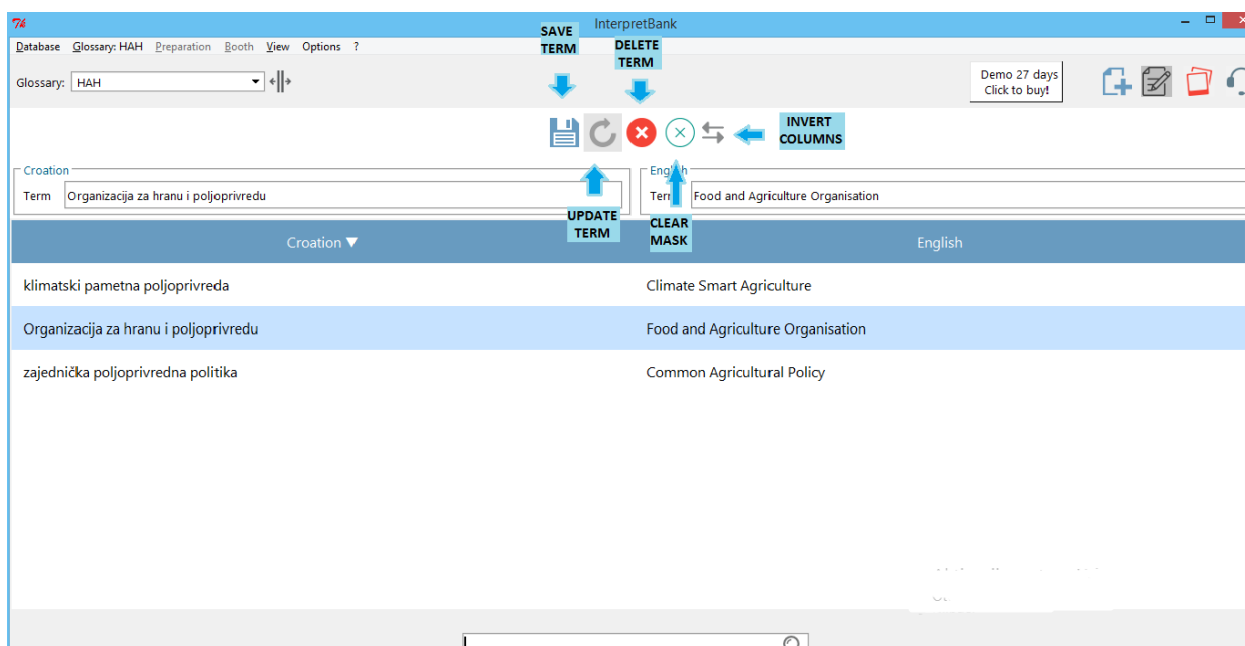 7k InterpretBank
SAVE TERM
DELETE TERM
Database Glossary: HAH Preparation Booth View Options ?
Glossary: HAH
Demo 27 days
Click to buy!
INVERT
COLUMNS
Croation
Term Organizacija za hranu i poljoprivredu
English
Term Food and Agriculture Organisation
UPDATE
TERM
CLEAR
MASK
Croation ▼ English
klimatski pametna poljoprivreda Climate Smart Agriculture
Organizacija za hranu i poljoprivredu Food and Agriculture Organisation
zajednička poljoprivredna politika Common Agricultural Policy